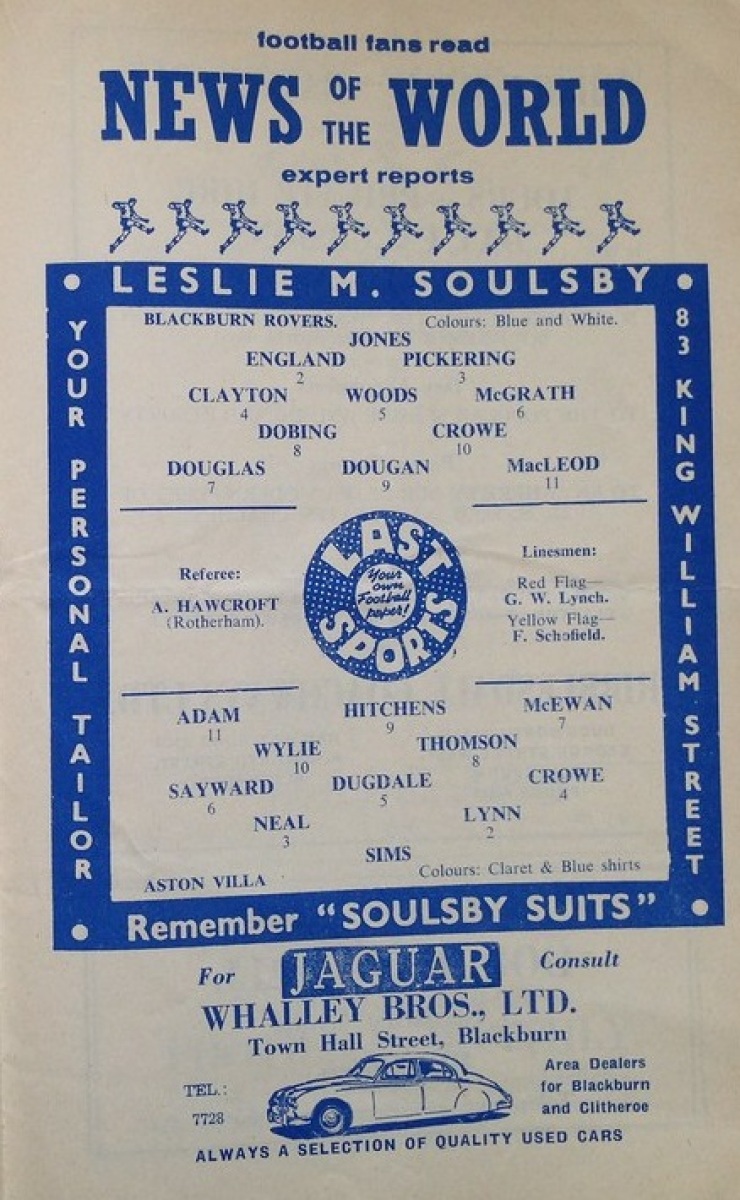 football fans read
NEWS OF THE WORLD
expert reports
LESLIE M. SOULSBY
YOUR PERSONAL TAILOR
83 KING WILLIAM STREET
BLACKBURN ROVERS. Colours: Blue and White.
JONES
ENGLAND PICKERING
2 3
CLAYTON WOODS McGRATH
4 5 6
DOBING CROWE
8 10
DOUGLAS DOUGAN MacLEOD
7 9 11
LAST SPORTS
Your
own
Football
paper!
Referee:
A. HAWCROFT
(Rotherham).
Linesmen:
Red Flag—
G. W. Lynch.
Yellow Flag—
F. Schofield.
ADAM HITCHENS McEWAN
11 9 7
WYLIE THOMSON
10 8
SAYWARD DUGDALE CROWE
6 5 4
NEAL LYNN
3 2
SIMS
ASTON VILLA Colours: Claret & Blue shirts
Remember "SOULSBY SUITS"
For JAGUAR Consult
WHALLEY BROS., LTD.
Town Hall Street, Blackburn
TEL.:
7728
Area Dealers
for Blackburn
and Clitheroe
ALWAYS A SELECTION OF QUALITY USED CARS